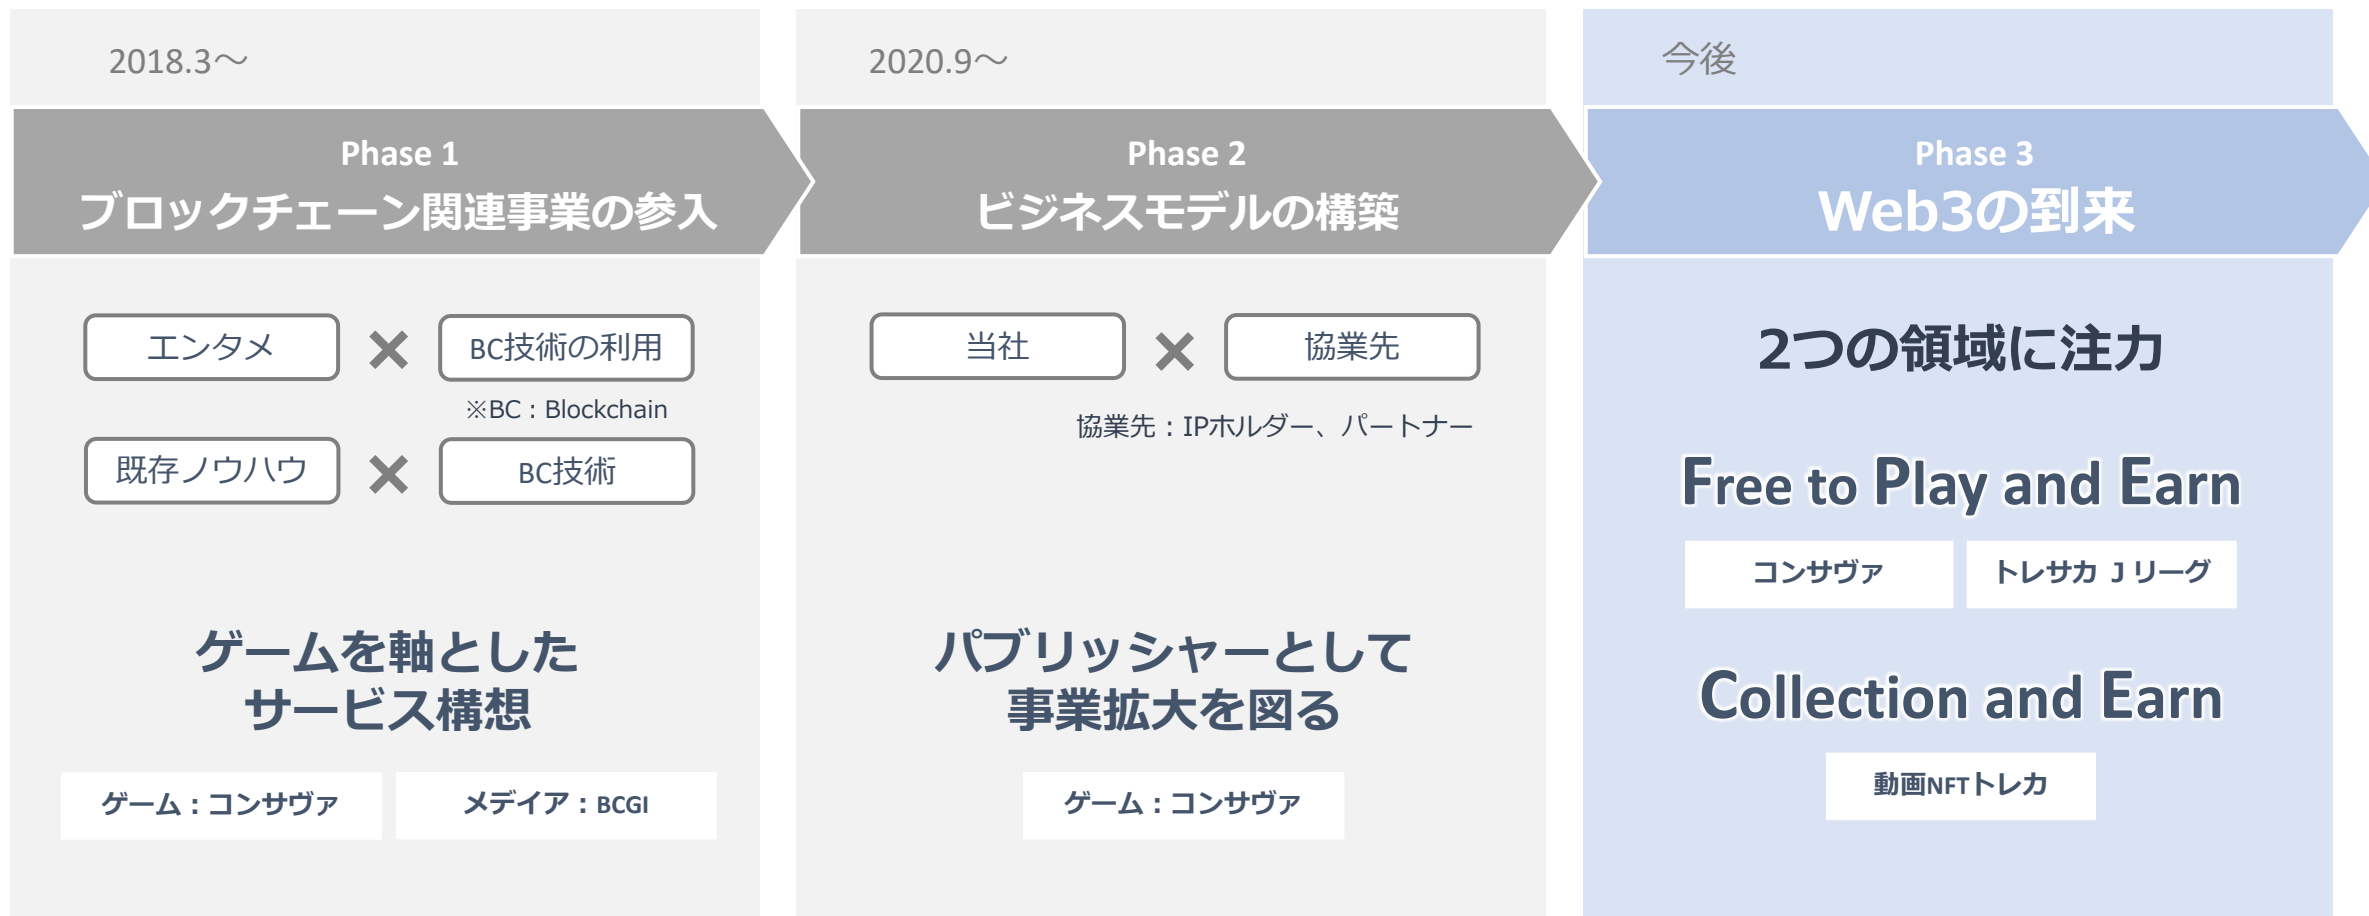 2018.3～
Phase 1
ブロックチェーン関連事業の参入
エンタメ
×
BC技術の利用
※BC：Blockchain
既存ノウハウ
×
BC技術
ゲームを軸とした
サービス構想
ゲーム：コンサヴァ
メデイア：BCGI
2020.9～
Phase 2
ビジネスモデルの構築
当社
×
協業先
協業先：IPホルダー、パートナー
パブリッシャーとして
事業拡大を図る
ゲーム：コンサヴァ
今後
Phase 3
Web3の到来
2つの領域に注力
Free to Play and Earn
コンサヴァ
トレサカ Jリーグ
Collection and Earn
動画NFTトレカ